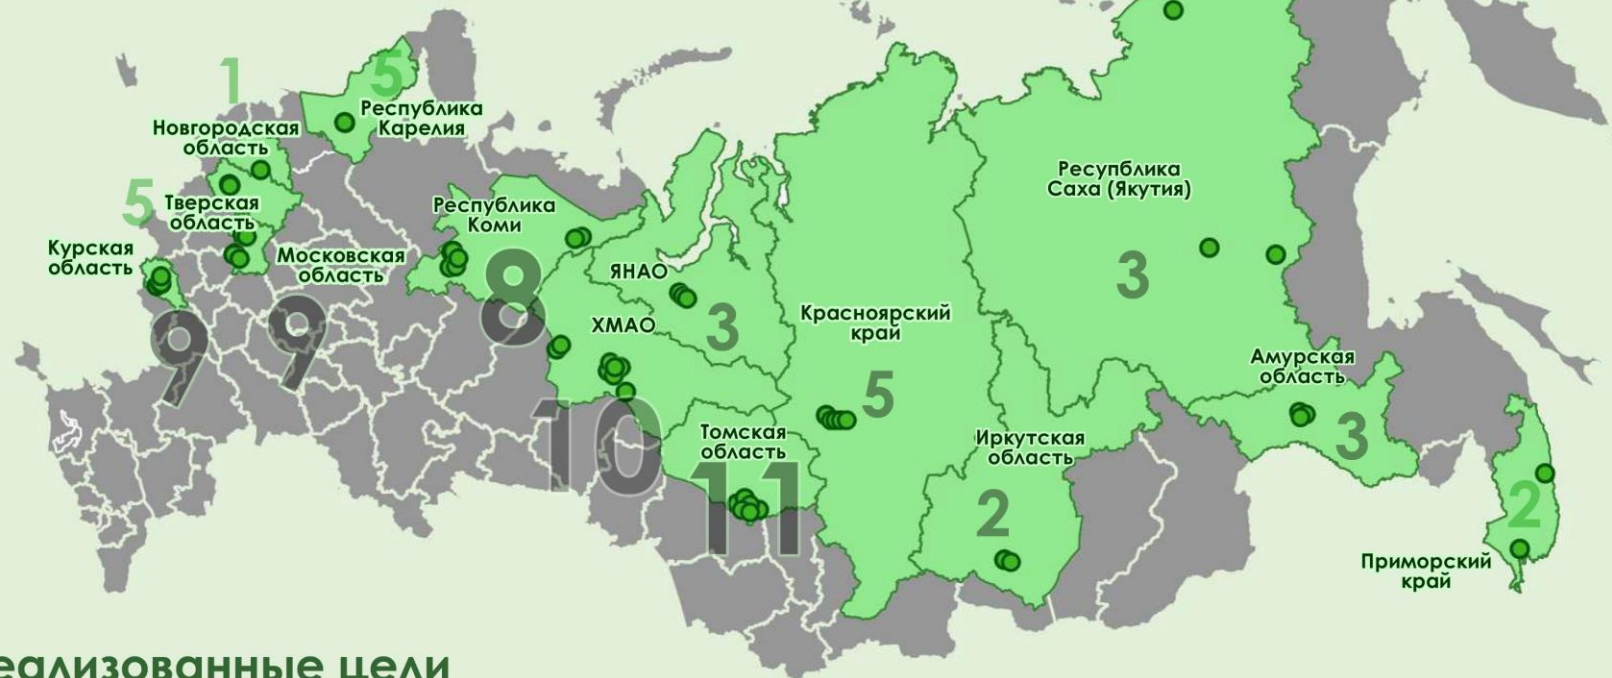 1
5
Республика
Карелия
Новгородская
область
5
Тверская
область
Курская
область
Московская
область
9
9
Республика
Коми
8
ЯНАО
3
ХМАО
10
Томская
область
11
Красноярский
край
5
Иркутская
область
2
Ресупблика
Саха (Якутия)
3
Амурская
область
3
2
Приморский
край
еализованные цели